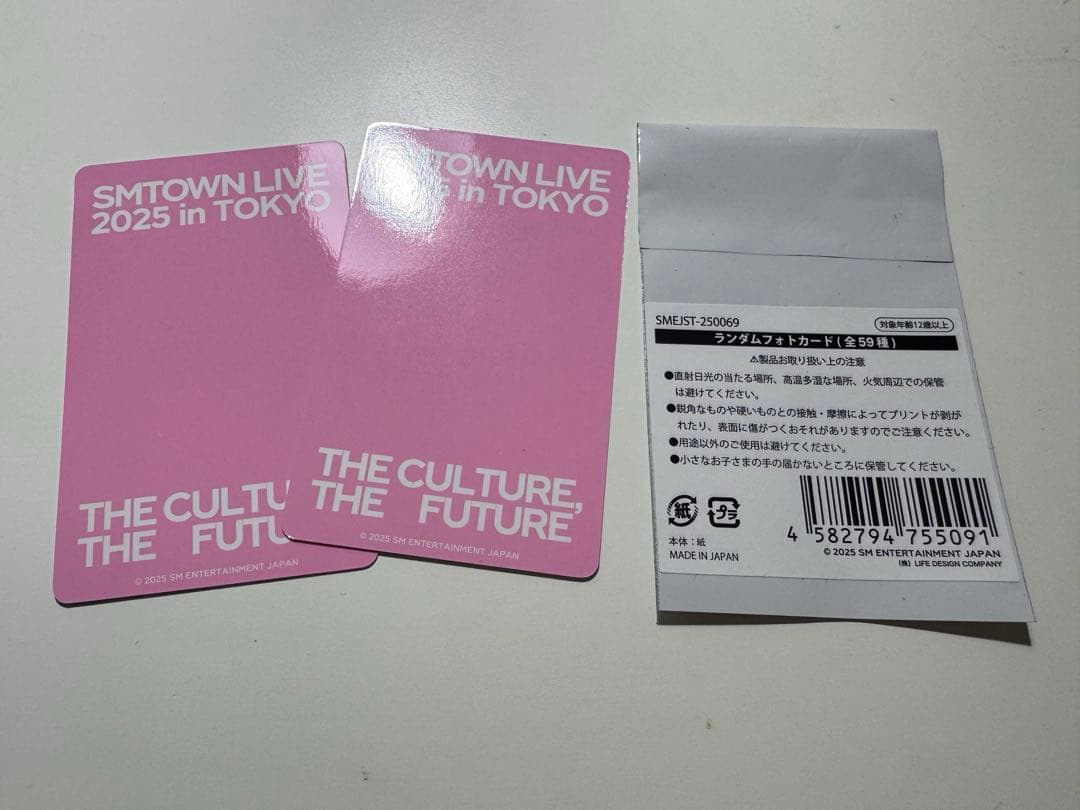 SMTOWN LIVE
2025 in TOKYO
THE CULTU
THE FUTU
© 2025 SM ENTERTAINMENT JAPAN
TOWN LIVE
in TOKYO
THE CULTURE,
THE FUTURE
© 2025 SM ENTERTAINMENT JAPAN
SMEJST-250069
対象年齢12歳以上
ランダムフォトカード(全59種)
⚠製品お取り扱い上の注意
●直射日光の当たる場所、高温多湿な場所、火気周辺での保管
は避けてください。
●鋭角なものや硬いものとの接触・摩擦によってプリントが剥が
れたり、表面に傷がつくおそれがありますのでご注意ください。
●用途以外のご使用は避けてください。
●小さなお子さまの手の届かないところに保管してください。
紙
プラ
本体:紙
MADE IN JAPAN
4 582794 755091
© 2025 SM ENTERTAINMENT JAPAN
(株) LIFE DESIGN COMPANY